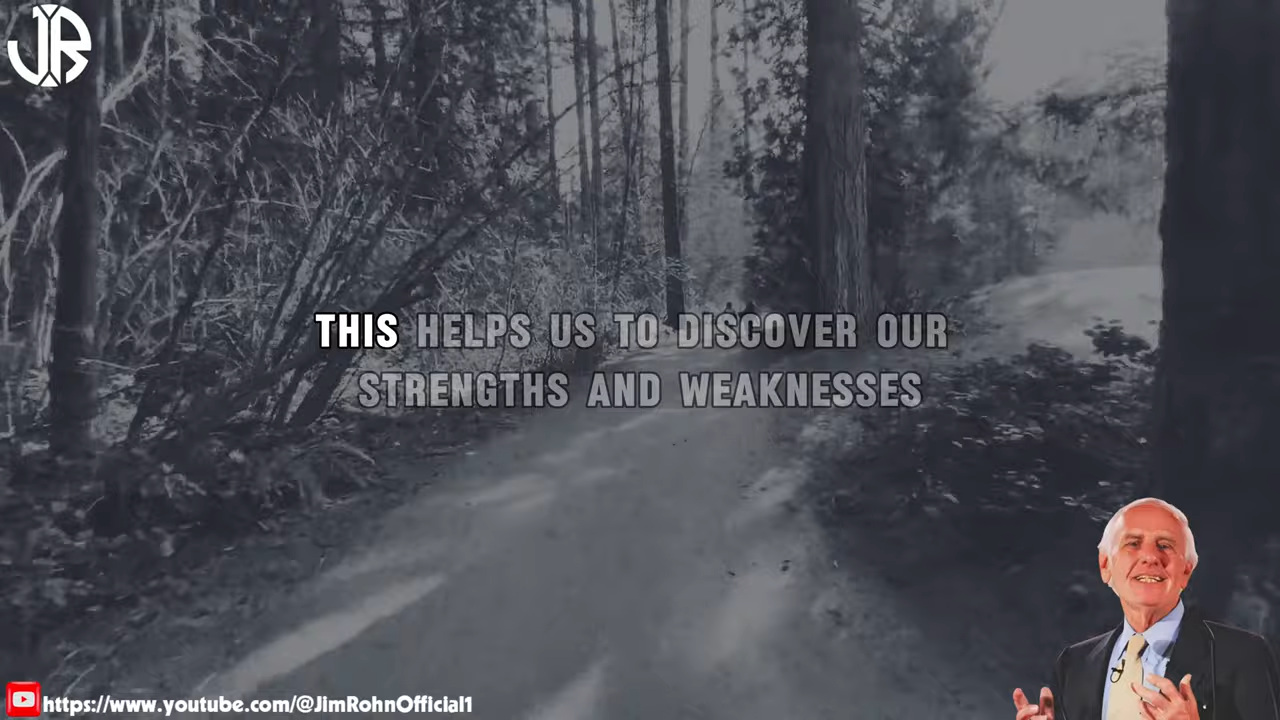 JR
THIS HELPS US TO DISCOVER OUR
STRENGTHS AND WEAKNESSES
https://www.youtube.com/@JimRohnOfficial1